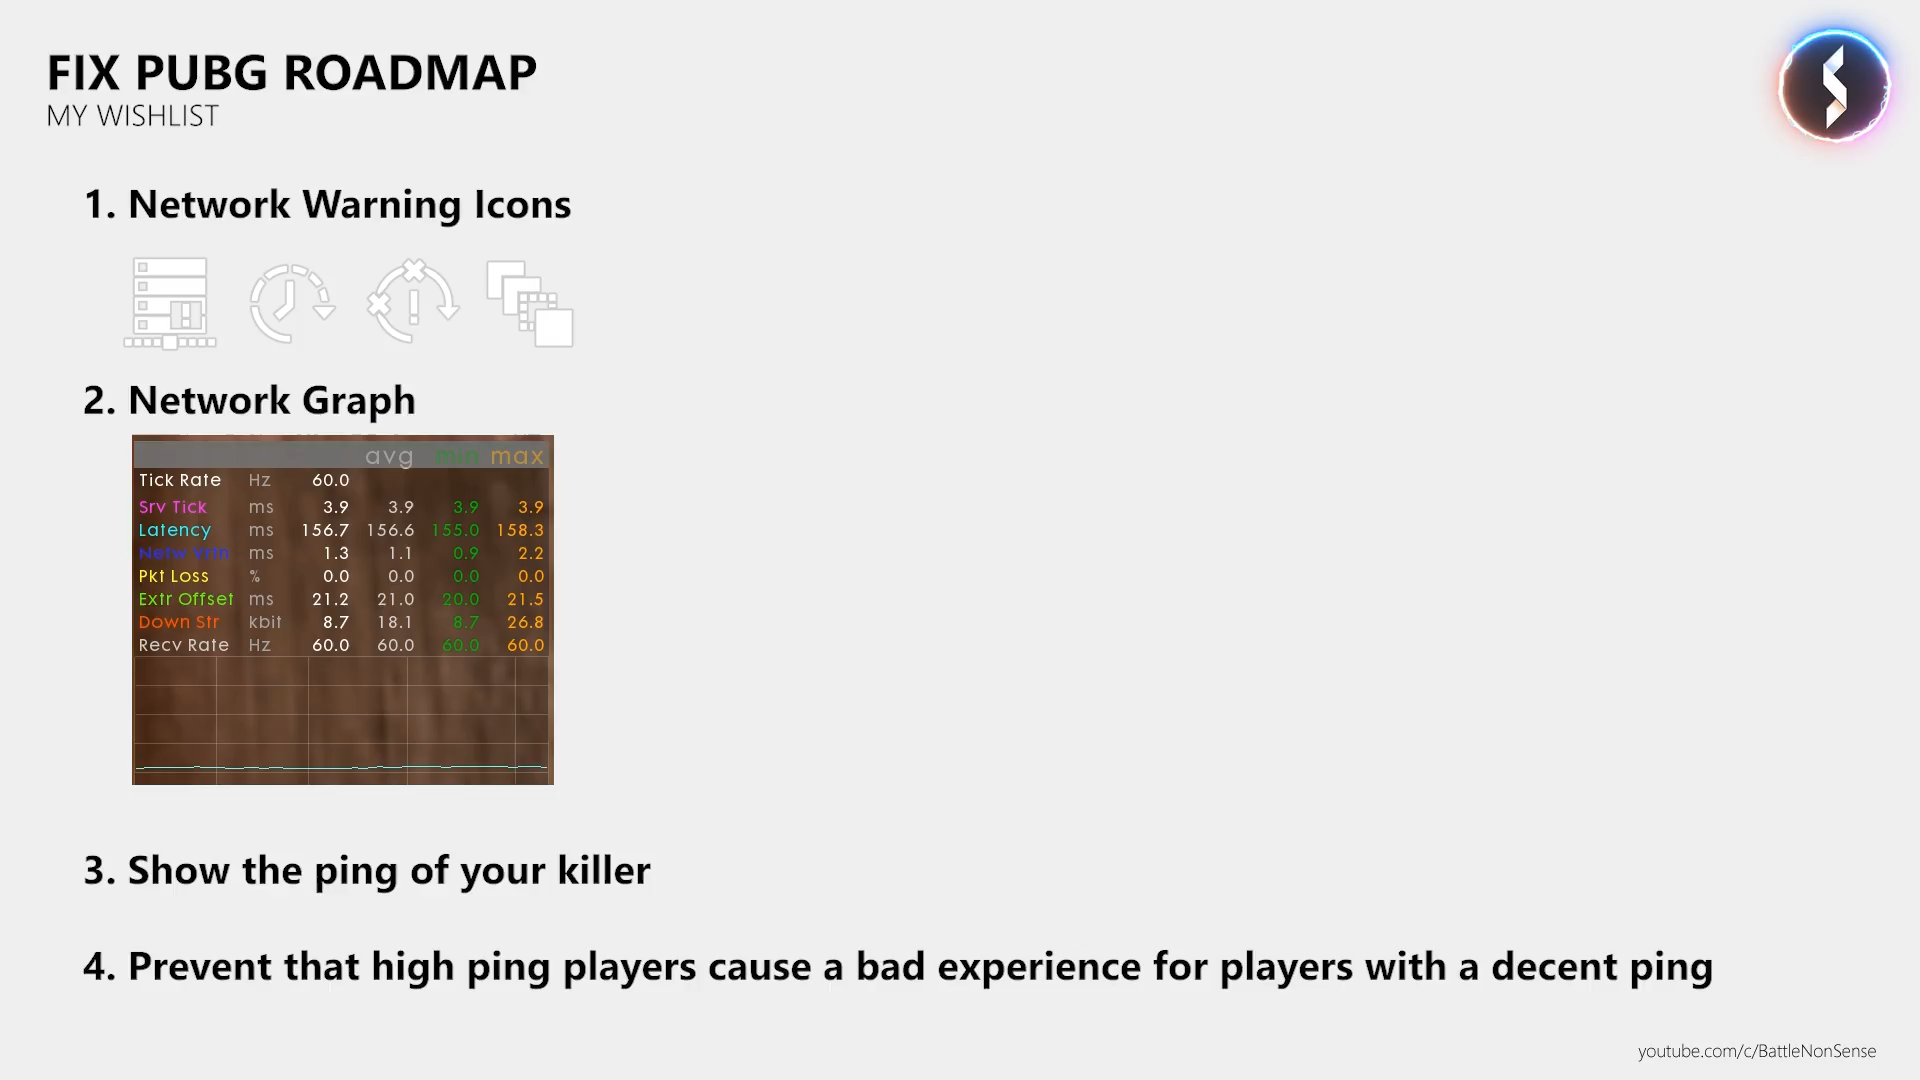 FIX PUBG ROADMAP
MY WISHLIST
1. Network Warning Icons
2. Network Graph
avg min max
Tick Rate Hz 60.0
Srv Tick ms 3.9 3.9 3.9 3.9
Latency ms 156.7 156.6 155.0 158.3
Netw Vrtn ms 1.3 1.1 0.9 2.2
Pkt Loss % 0.0 0.0 0.0 0.0
Extr Offset ms 21.2 21.0 20.0 21.5
Down Str kbit 8.7 18.1 8.7 26.8
Recv Rate Hz 60.0 60.0 60.0 60.0
3. Show the ping of your killer
4. Prevent that high ping players cause a bad experience for players with a decent ping
youtube.com/c/BattleNonSense